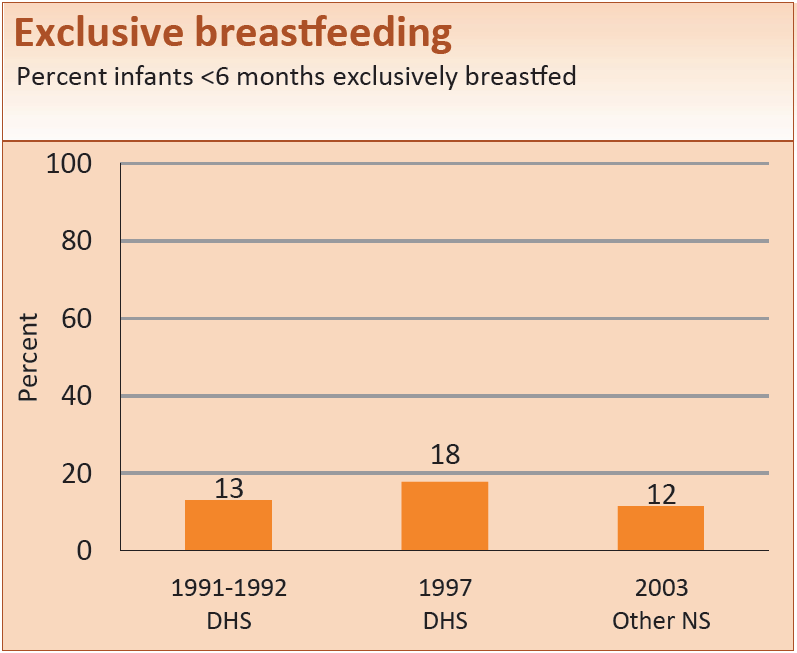 Exclusive breastfeeding
Percent infants <6 months exclusively breastfed
100
80
60
40
20
0
Percent
13
18
12
1991-1992
DHS
1997
DHS
2003
Other NS